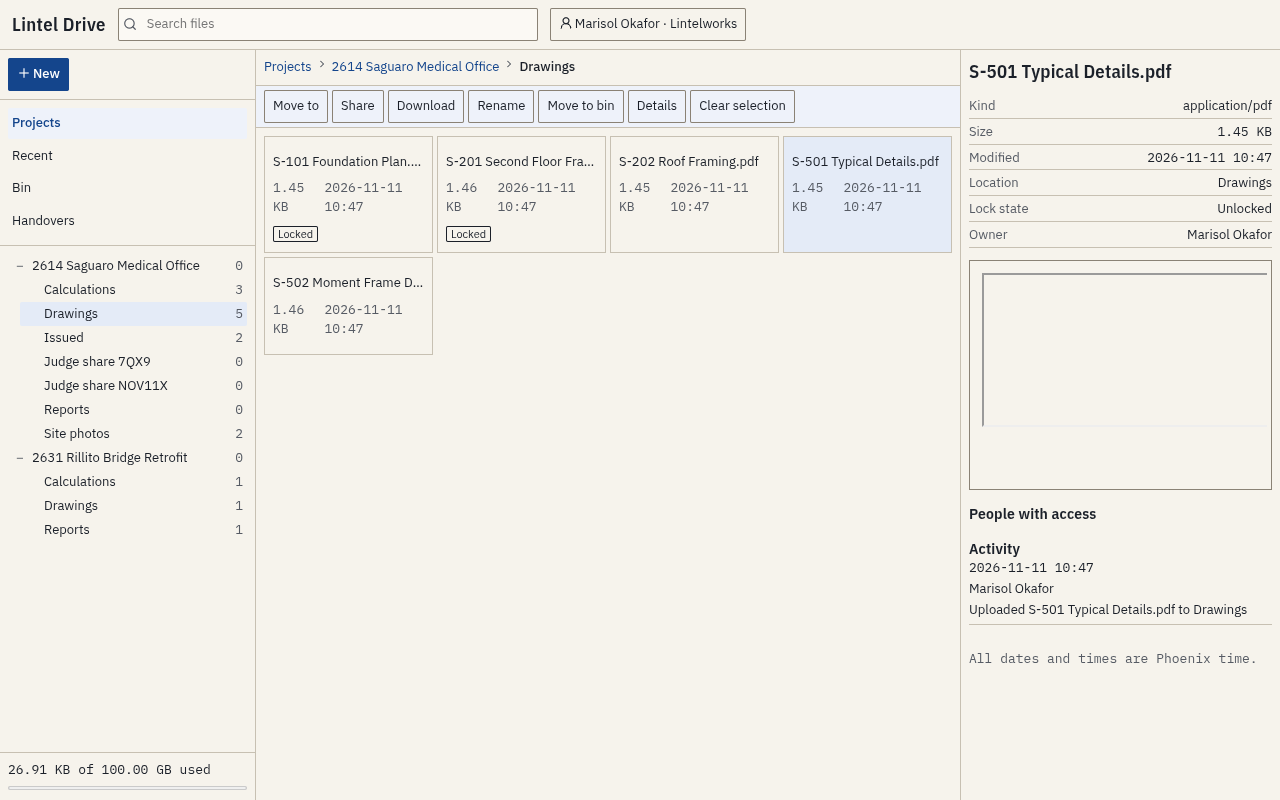 Lintel Drive
Search files
Marisol Okafor · Lintelworks
New
Projects
Recent
Bin
Handovers
2614 Saguaro Medical Office 0
Calculations 3
Drawings 5
Issued 2
Judge share 7QX9 0
Judge share NOV11X 0
Reports 0
Site photos 2
2631 Rillito Bridge Retrofit 0
Calculations 1
Drawings 1
Reports 1
26.91 KB of 100.00 GB used
Projects > 2614 Saguaro Medical Office > Drawings
Move to Share Download Rename Move to bin Details Clear selection
S-101 Foundation Plan.…
1.45 KB 2026-11-11 10:47
Locked
S-201 Second Floor Fra…
1.46 KB 2026-11-11 10:47
Locked
S-202 Roof Framing.pdf
1.45 KB 2026-11-11 10:47
S-501 Typical Details.pdf
1.45 KB 2026-11-11 10:47
S-502 Moment Frame D…
1.46 KB 2026-11-11 10:47
S-501 Typical Details.pdf
Kind application/pdf
Size 1.45 KB
Modified 2026-11-11 10:47
Location Drawings
Lock state Unlocked
Owner Marisol Okafor
People with access
Activity
2026-11-11 10:47
Marisol Okafor
Uploaded S-501 Typical Details.pdf to Drawings
All dates and times are Phoenix time.